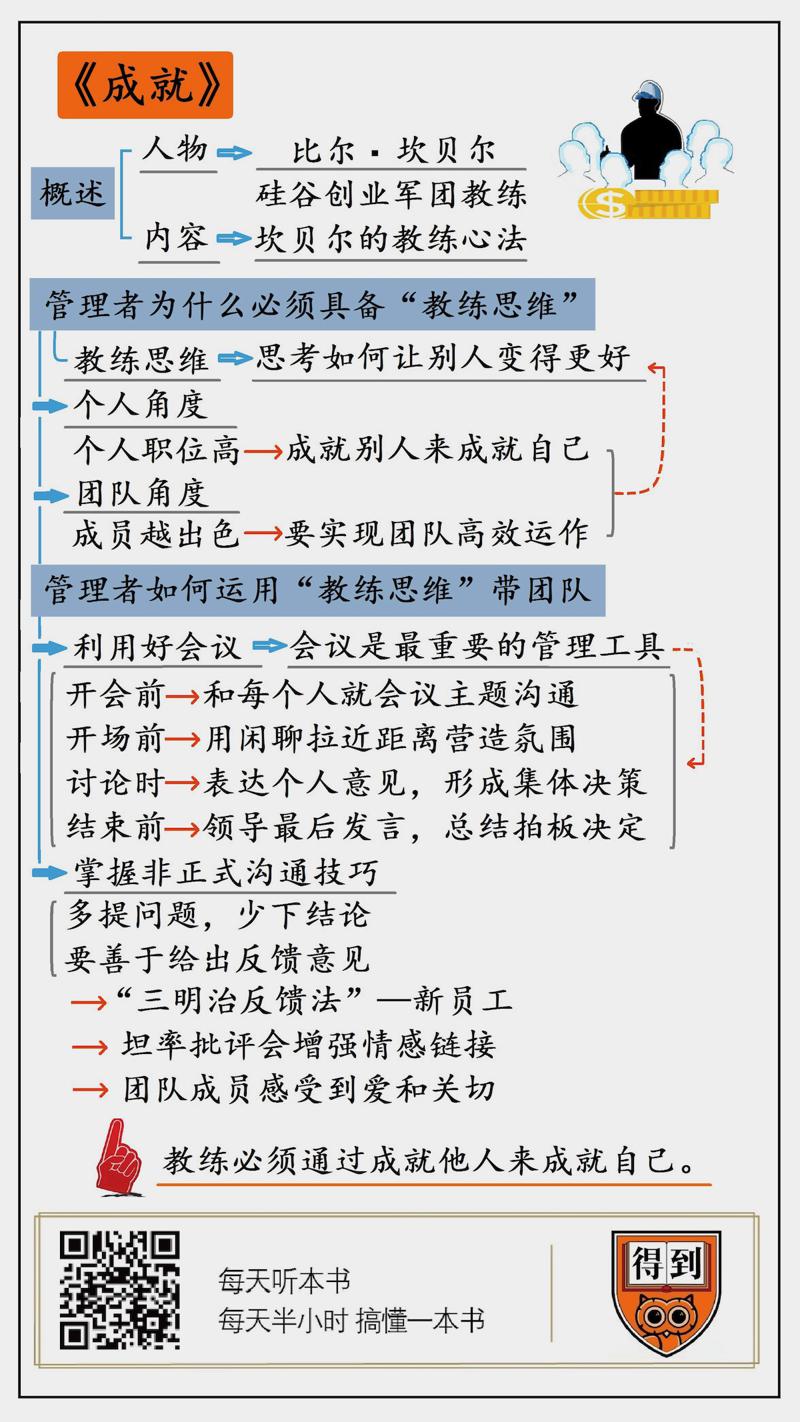 《成就》
概述
人物
比尔·坎贝尔
硅谷创业军团教练
内容
坎贝尔的教练心法
管理者为什么必须具备“教练思维”
教练思维 思考如何让别人变得更好
个人角度
个人职位高 成就别人来成就自己
团队角度
成员越出色 要实现团队高效运作
管理者如何运用“教练思维”带团队
利用好会议 会议是最重要的管理工具
开会前 和每个人就会议主题沟通
开场前 用闲聊拉近距离营造氛围
讨论时 表达个人意见，形成集体决策
结束前 领导最后发言，总结拍板决定
掌握非正式沟通技巧
多提问题，少下结论
要善于给出反馈意见
“三明治反馈法”—新员工
坦率批评会增强情感链接
团队成员感受到爱和关切
教练必须通过成就他人来成就自己。
每天听本书
每天半小时 搞懂一本书
得到